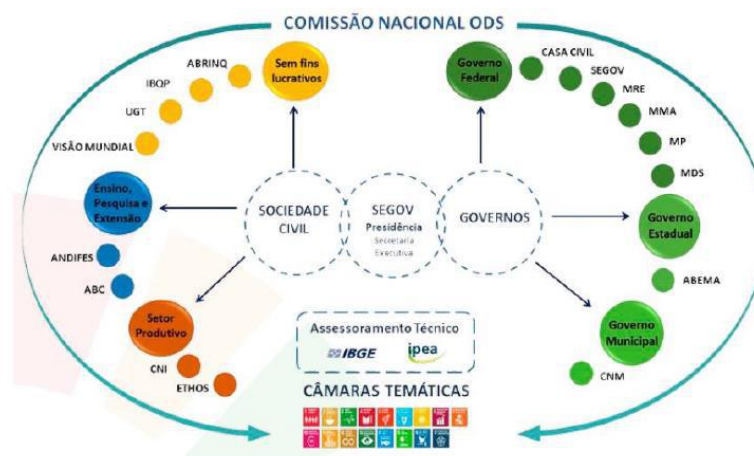 COMISSÃO NACIONAL ODS
ABRINQ
IBQP
UGT
VISÃO MUNDIAL
Sem fins
lucrativos
Ensino,
Pesquisa e
Extensão
ANDIFES
ABC
Setor
Produtivo
CNI
ETHOS
SOCIEDADE
CIVIL
SEGOV
Presidência
Secretaria
Executiva
GOVERNOS
Governo
Federal
CASA CIVIL
SEGOV
MRE
MMA
MP
MDS
Governo
Estadual
ABEMA
Governo
Municipal
CNM
Assessoramento Técnico
IBGE
ipea
CÂMARAS TEMÁTICAS